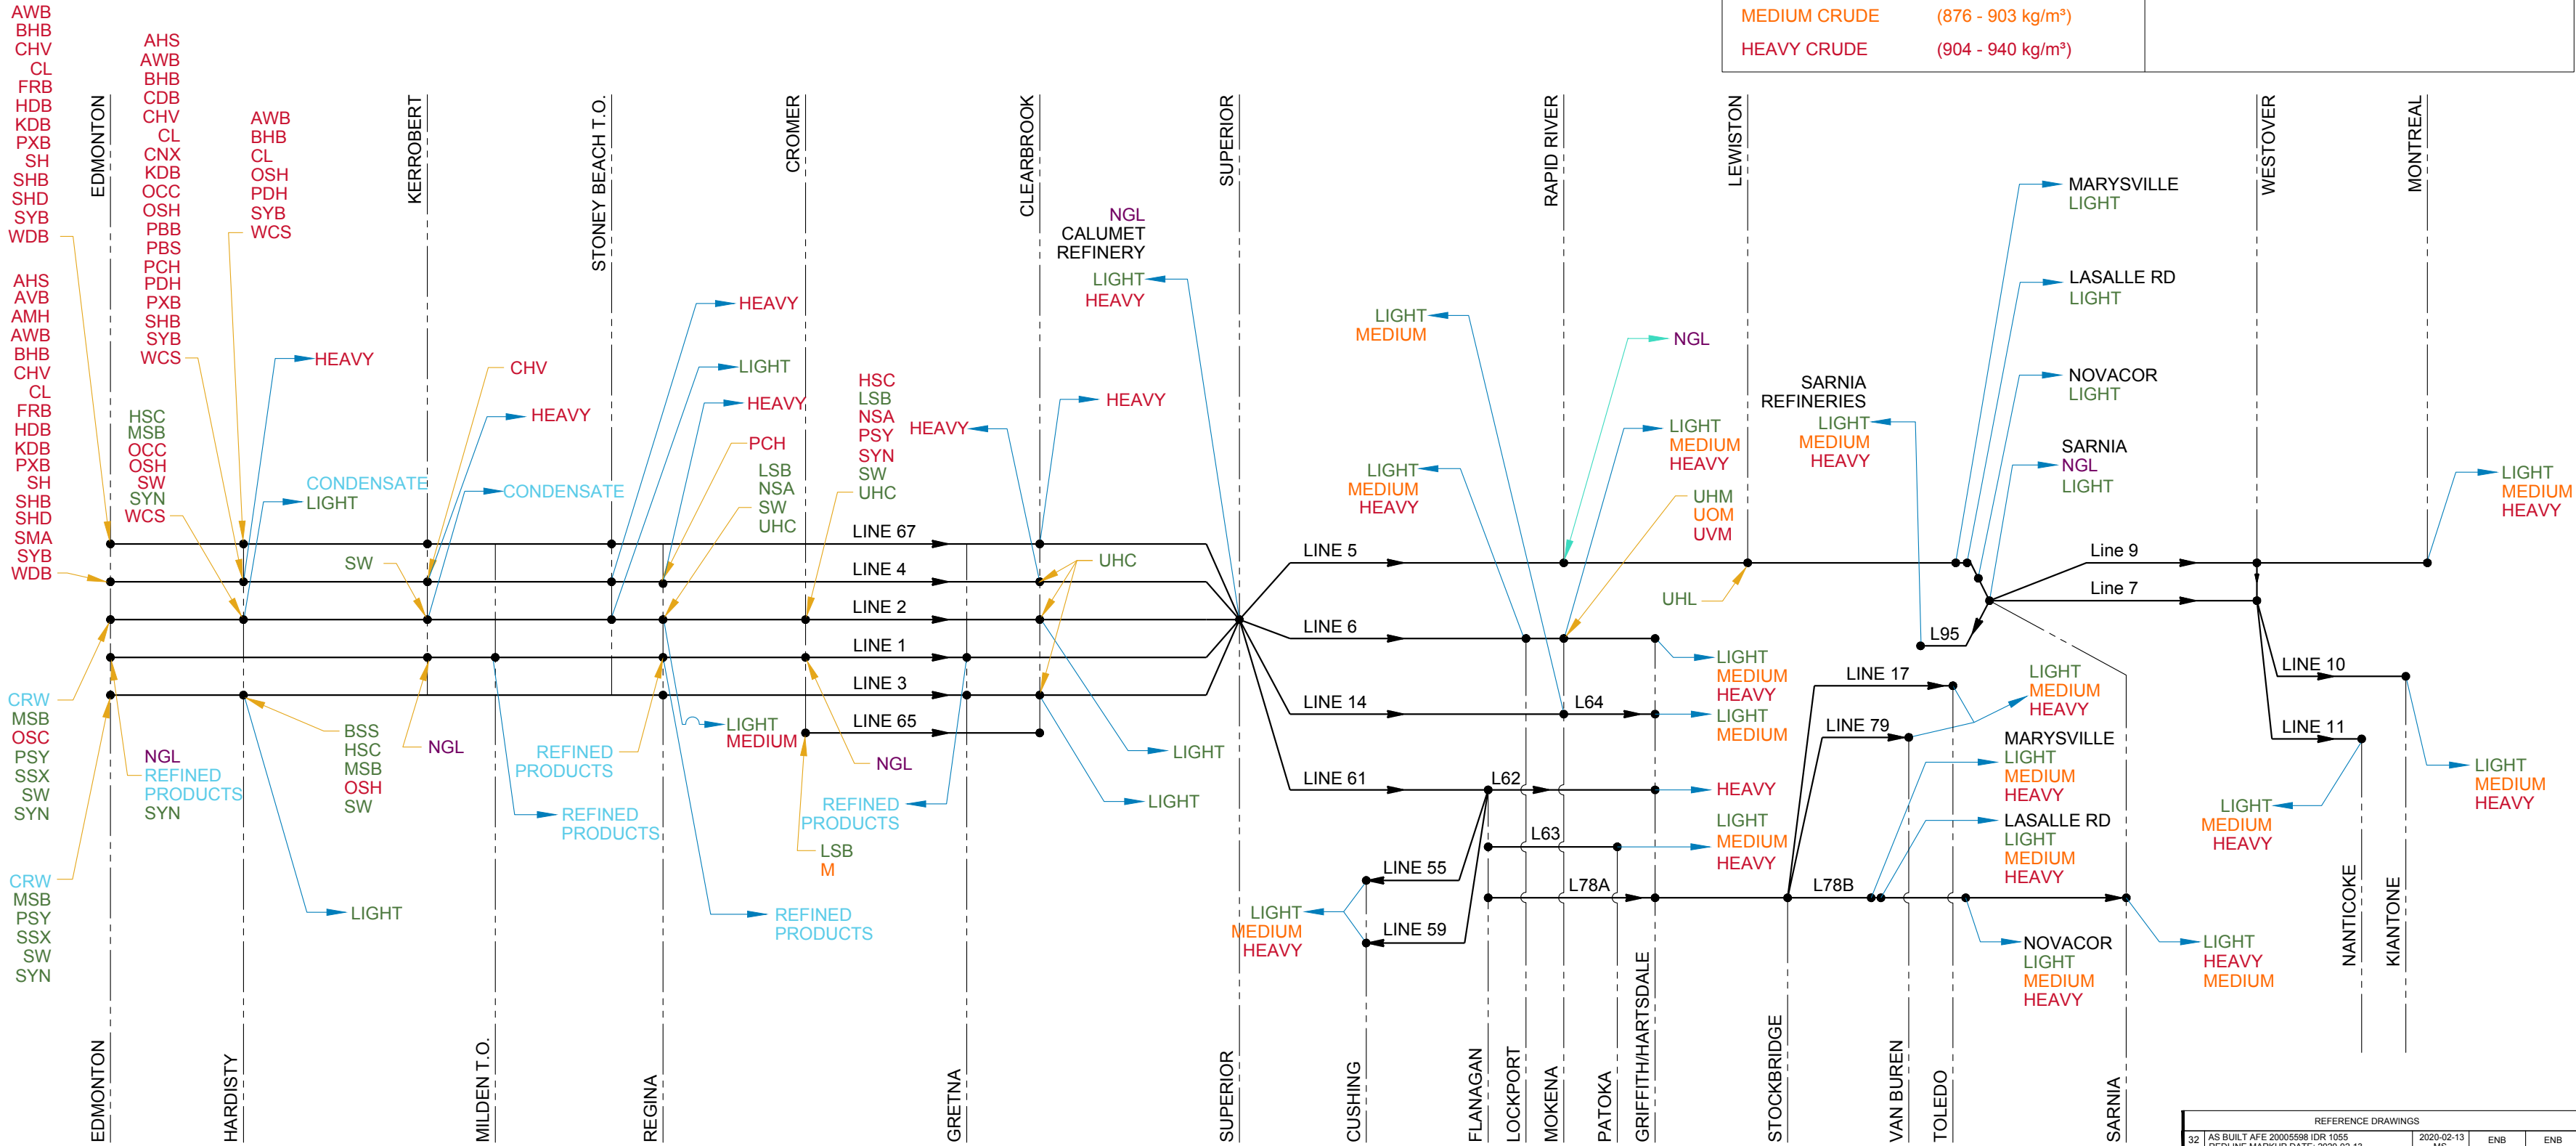 MEDIUM CRUDE (876 - 903 kg/m³)
HEAVY CRUDE (904 - 940 kg/m³)
AWB
BHB
CHV
CL
FRB
HDB
KDB
PXB
SH
SHB
SHD
SYB
WDB
AHS
AVB
AMH
AWB
BHB
CHV
CL
FRB
HDB
KDB
PXB
SH
SHB
SHD
SMA
SYB
WDB
CRW
MSB
OSC
PSY
SSX
SW
SYN
CRW
MSB
PSY
SSX
SW
SYN
EDMONTON
AHS
AWB
BHB
CDB
CHV
CL
CNX
KDB
OCC
OSH
PBB
PBS
PCH
PDH
PXB
SHB
SYB
WCS
HSC
MSB
OCC
OSH
SW
SYN
WCS
NGL
REFINED
PRODUCTS
SYN
AWB
BHB
CL
OSH
PDH
SYB
WCS
HEAVY
CONDENSATE
LIGHT
SW
BSS
HSC
MSB
OSH
SW
LIGHT
KERROBERT
CHV
HEAVY
CONDENSATE
NGL
STONEY BEACH T.O.
REFINED
PRODUCTS
REFINED
PRODUCTS
HEAVY
LIGHT
HEAVY
PCH
LSB
NSA
SW
UHC
LIGHT
MEDIUM
REFINED
PRODUCTS
CROMER
HSC
LSB
NSA
PSY
SYN
SW
UHC
LINE 67
LINE 4
LINE 2
LINE 1
LINE 3
LINE 65
NGL
REFINED
PRODUCTS
LSB
M
CLEARBROOK
HEAVY
HEAVY
UHC
LIGHT
LIGHT
NGL
CALUMET
REFINERY
LIGHT
HEAVY
SUPERIOR
LINE 5
LINE 6
LINE 14
LINE 61
LIGHT
MEDIUM
LIGHT
MEDIUM
HEAVY
LINE 55
LINE 59
LIGHT
MEDIUM
HEAVY
RAPID RIVER
NGL
LIGHT
MEDIUM
HEAVY
UHM
UOM
UVM
UHL
L64
L62
L63
L78A
LIGHT
MEDIUM
HEAVY
LIGHT
MEDIUM
HEAVY
LIGHT
MEDIUM
HEAVY
LEWISTON
SARNIA
REFINERIES
LIGHT
MEDIUM
HEAVY
L95
MARYSVILLE
LIGHT
LASALLE RD
LIGHT
NOVACOR
LIGHT
SARNIA
NGL
LIGHT
Line 9
Line 7
LINE 17
LINE 79
L78B
LIGHT
MEDIUM
HEAVY
MARYSVILLE
LIGHT
MEDIUM
HEAVY
LASALLE RD
LIGHT
MEDIUM
HEAVY
NOVACOR
LIGHT
MEDIUM
HEAVY
LIGHT
HEAVY
MEDIUM
WESTOVER
MONTREAL
LIGHT
MEDIUM
HEAVY
LINE 10
LINE 11
LIGHT
MEDIUM
HEAVY
LIGHT
MEDIUM
HEAVY
NANTICOKE
KIANTONE
EDMONTON
HARDISTY
MILDEN T.O.
REGINA
GRETNA
SUPERIOR
CUSHING
FLANAGAN
LOCKPORT
MOKENA
PATOKA
GRIFFITH/HARTSDALE
STOCKBRIDGE
VAN BUREN
TOLEDO
SARNIA
REFERENCE DRAWINGS
32 AS BUILT AFE 20005598 IDR 1055 2020-02-13 ENB ENB